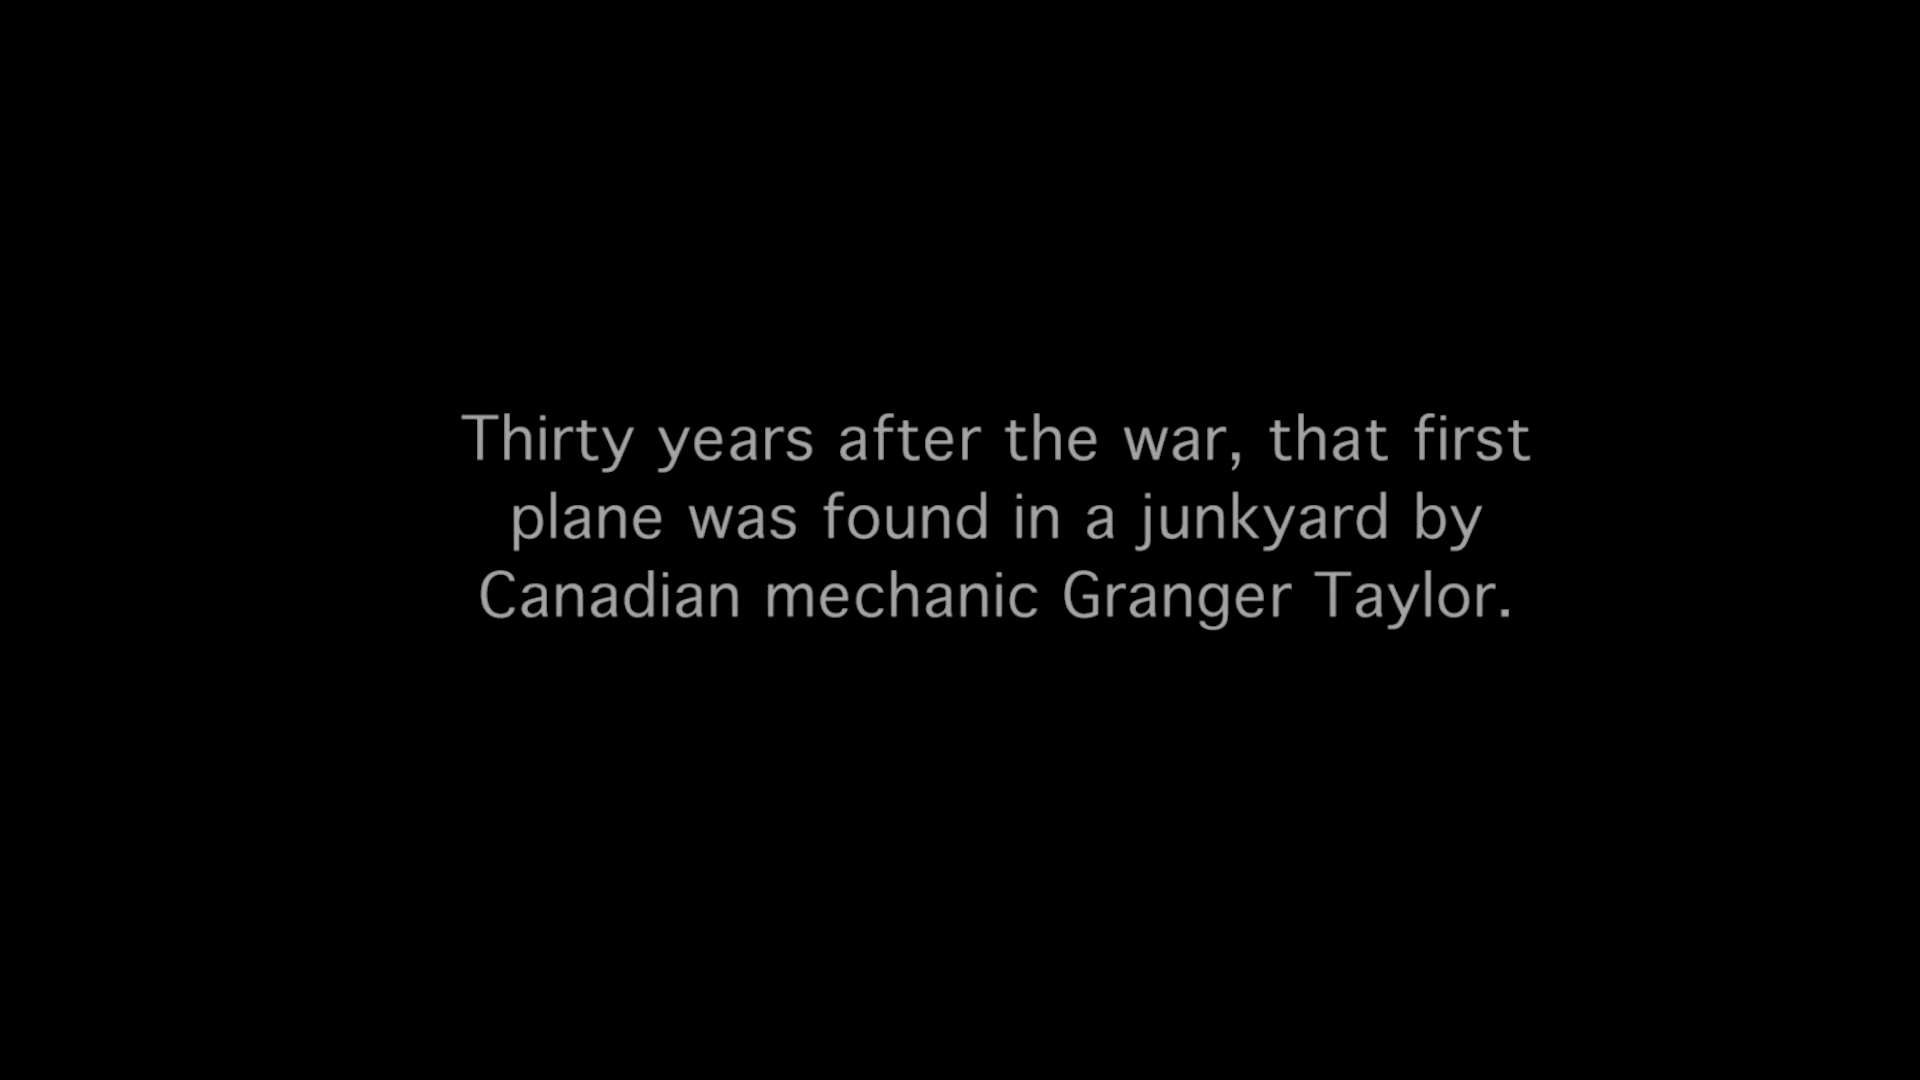 Thirty years after the war, that first
plane was found in a junkyard by
Canadian mechanic Granger Taylor.